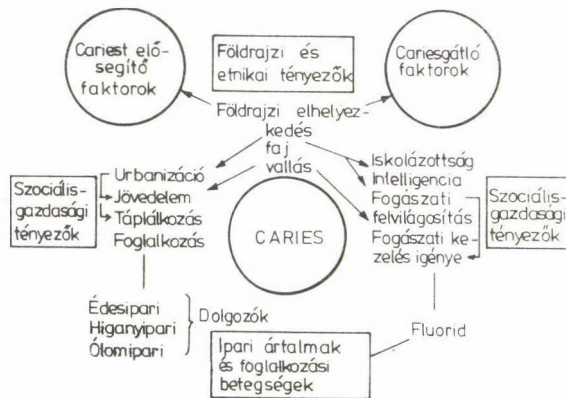 Cariest elő-
segítő
faktorok
Földrajzi és
etnikai tényezők
Cariesgátló
faktorok
Földrajzi elhelyez-
kedés
faj
vallás
Szociális-
gazdasági
tényezők
Urbanizáció
Jövedelem
Táplálkozás
Foglalkozás
CARIES
Iskolázottság
Intelligencia
Fogászati
felvilágosítás
Fogászati ke-
zelés igénye
Szociális-
gazdasági
tényezők
Édesipari
Higanyipari
Ólomipari
Dolgozók
Ipari ártalmak
és foglalkozási
betegségek
Fluorid